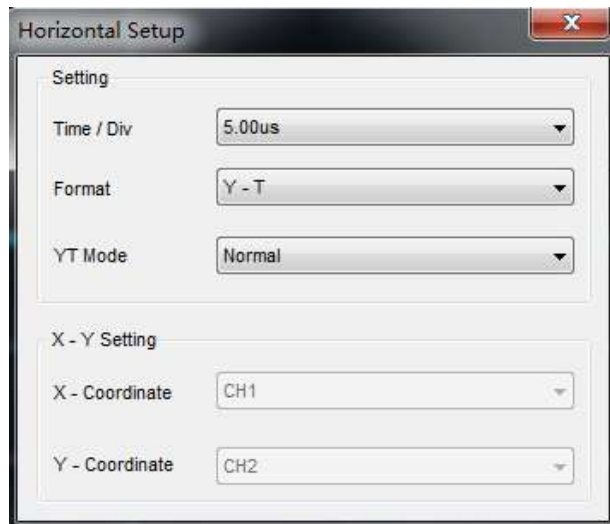 Horizontal Setup
Setting
Time / Div 5.00us
Format Y - T
YT Mode Normal
X - Y Setting
X - Coordinate CH1
Y - Coordinate CH2